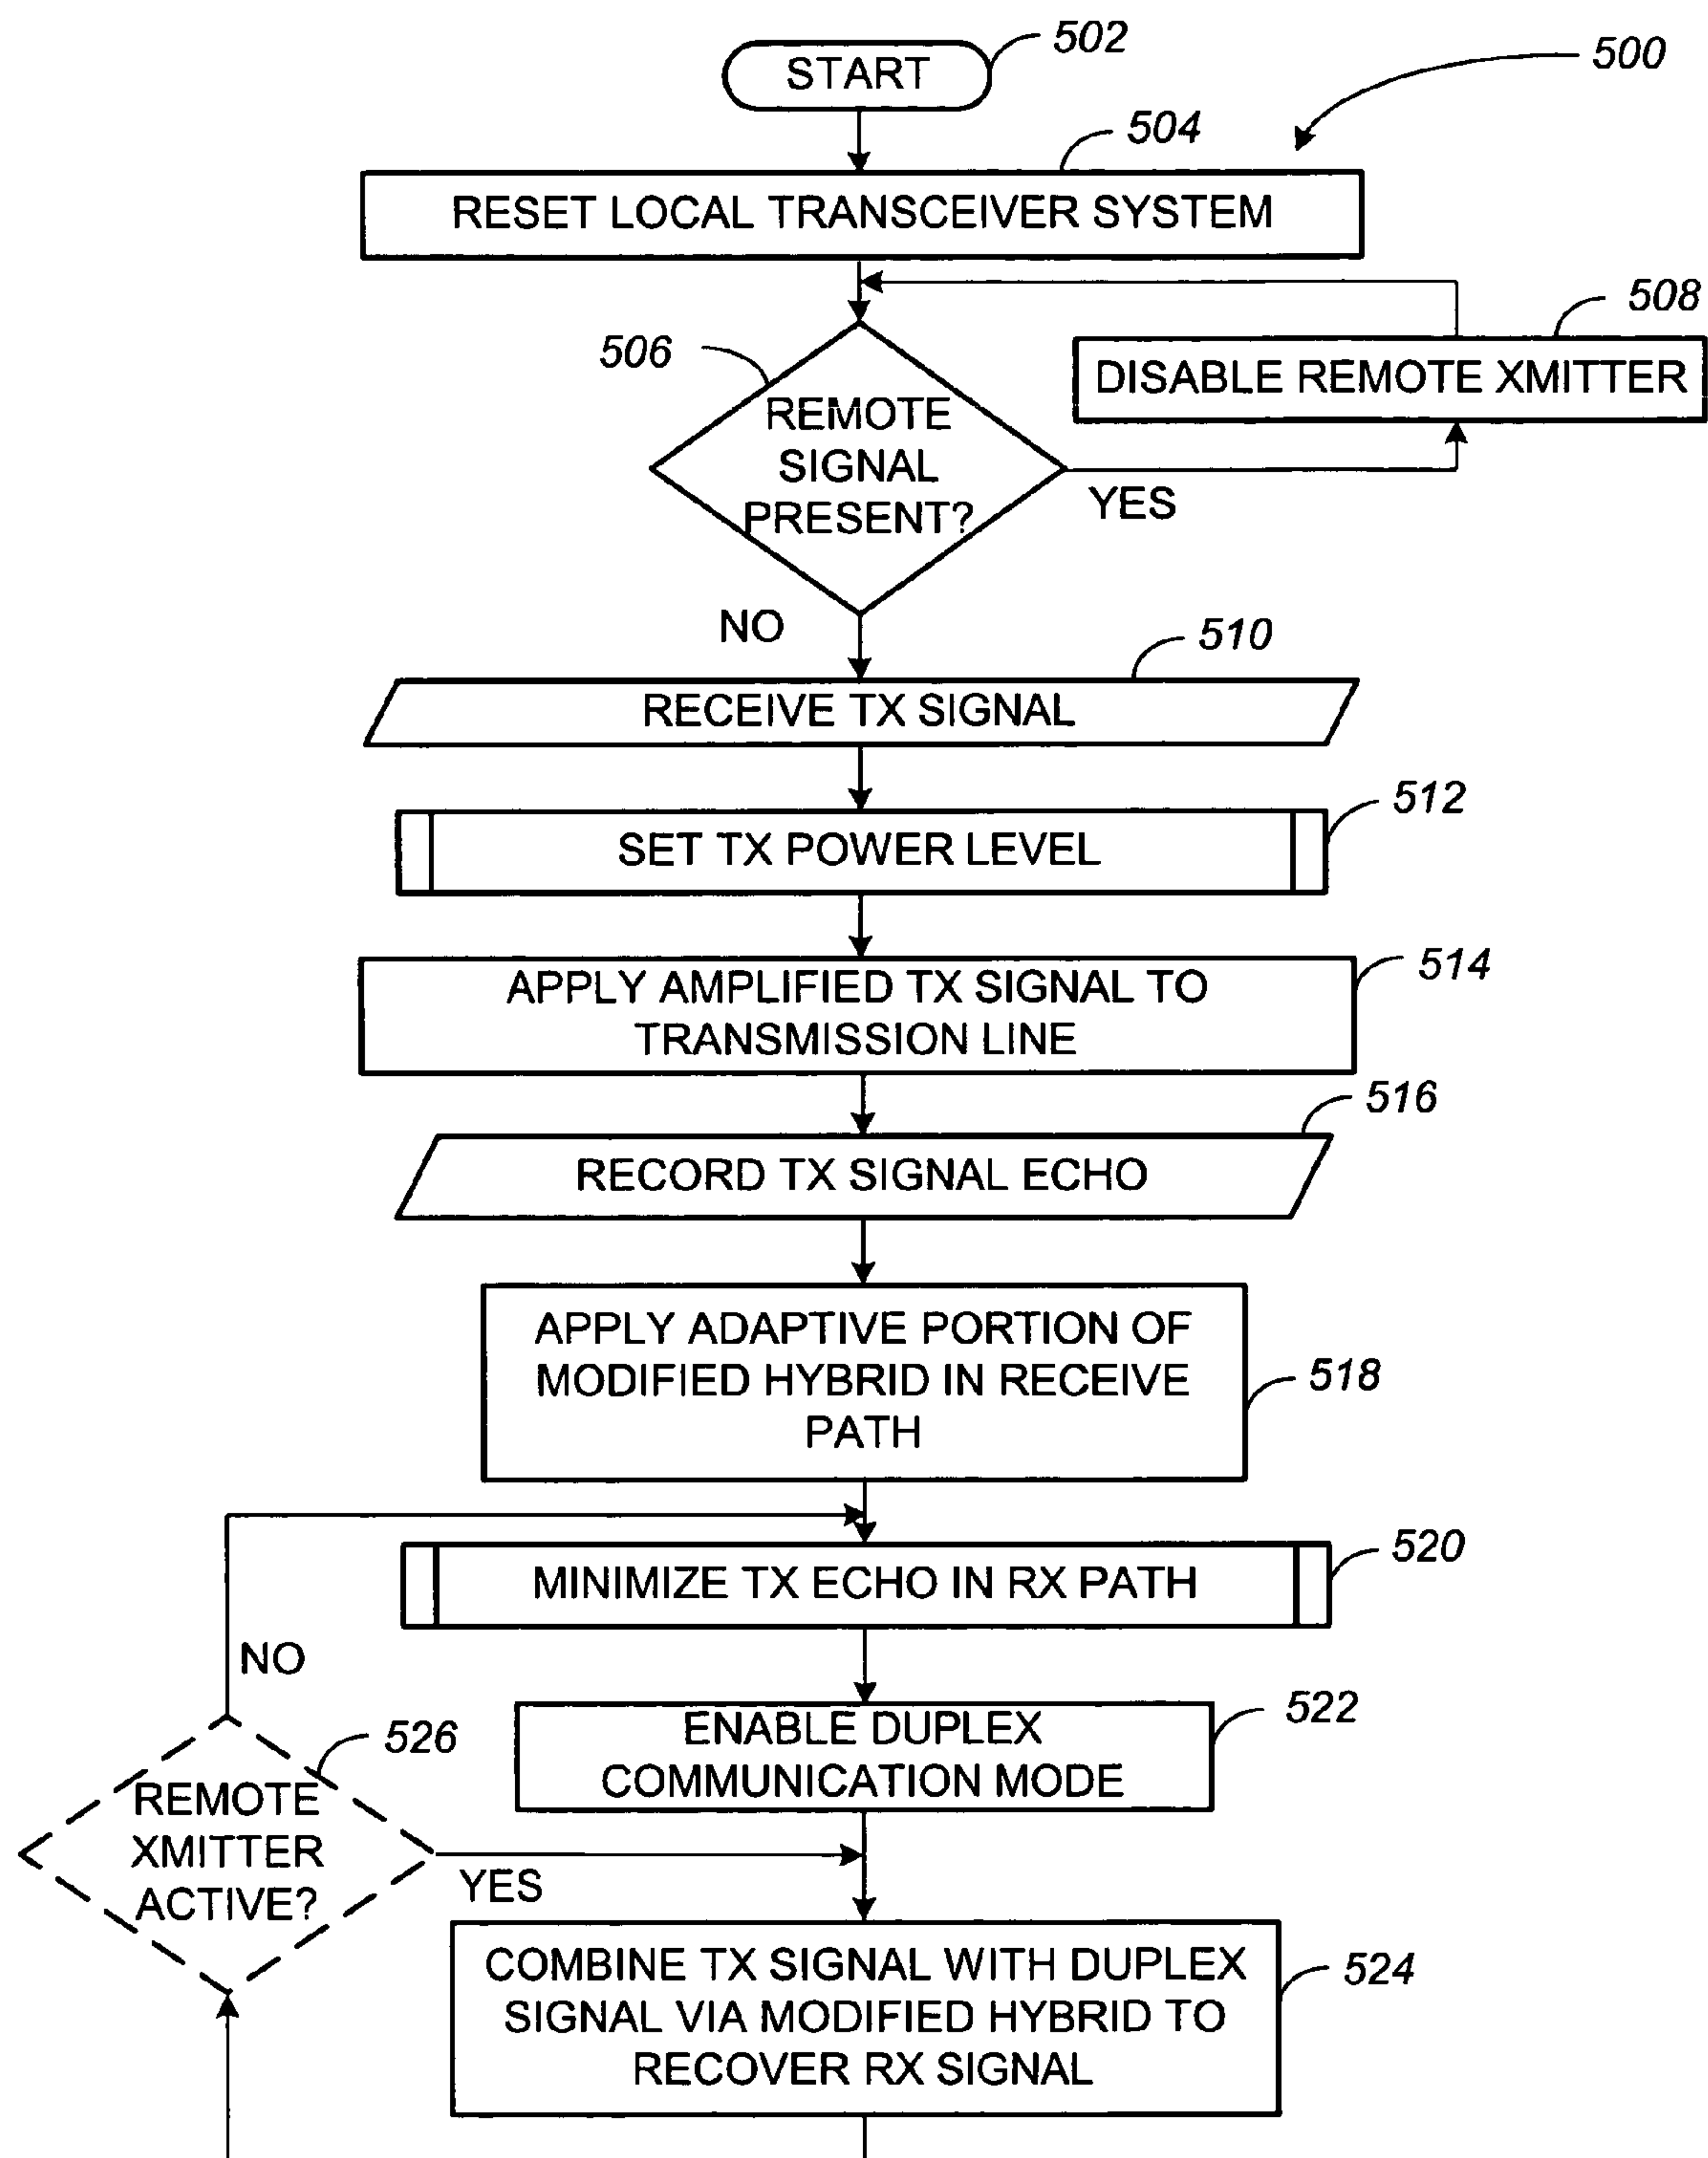 START
502
500
504
RESET LOCAL TRANSCEIVER SYSTEM
508
DISABLE REMOTE XMITTER
506
REMOTE
SIGNAL
PRESENT?
YES
NO
510
RECEIVE TX SIGNAL
512
SET TX POWER LEVEL
514
APPLY AMPLIFIED TX SIGNAL TO
TRANSMISSION LINE
516
RECORD TX SIGNAL ECHO
APPLY ADAPTIVE PORTION OF
MODIFIED HYBRID IN RECEIVE
PATH
518
520
MINIMIZE TX ECHO IN RX PATH
NO
522
ENABLE DUPLEX
COMMUNICATION MODE
526
REMOTE
XMITTER
ACTIVE?
YES
COMBINE TX SIGNAL WITH DUPLEX
SIGNAL VIA MODIFIED HYBRID TO
RECOVER RX SIGNAL
524